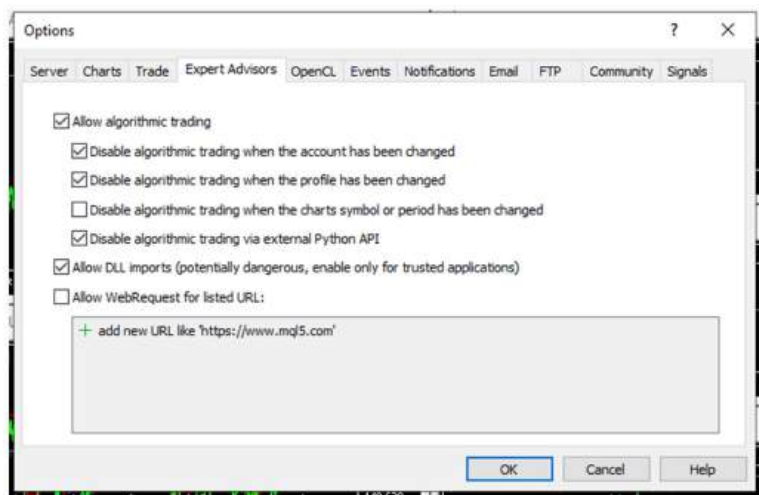 Options
Server Charts Trade Expert Advisors OpenCL Events Notifications Email FTP Community Signals
Allow algorithmic trading
Disable algorithmic trading when the account has been changed
Disable algorithmic trading when the profile has been changed
Disable algorithmic trading when the charts symbol or period has been changed
Disable algorithmic trading via external Python API
Allow DLL imports (potentially dangerous, enable only for trusted applications)
Allow WebRequest for listed URL:
add new URL like 'https://www.mql5.com'
OK Cancel Help